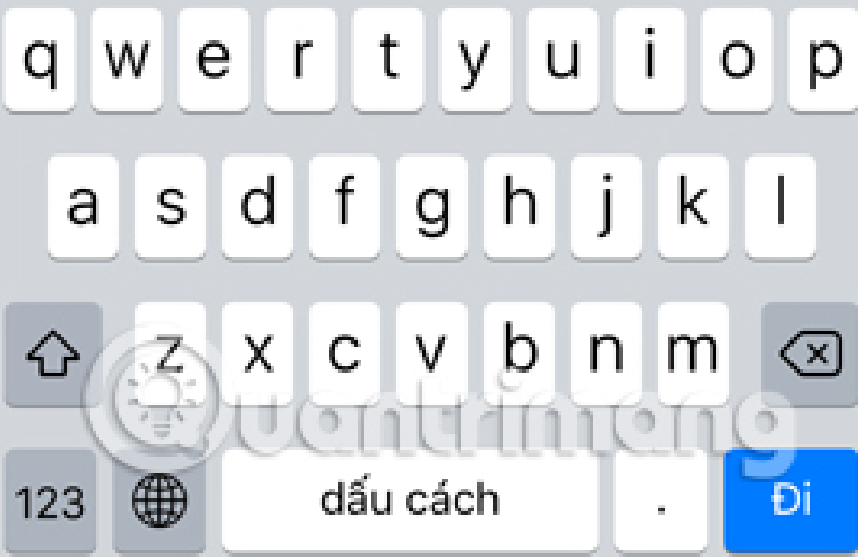 q w e r t y u i o p
a s d f g h j k l
z x c v b n m
Quantrimang
123 dấu cách . Đi